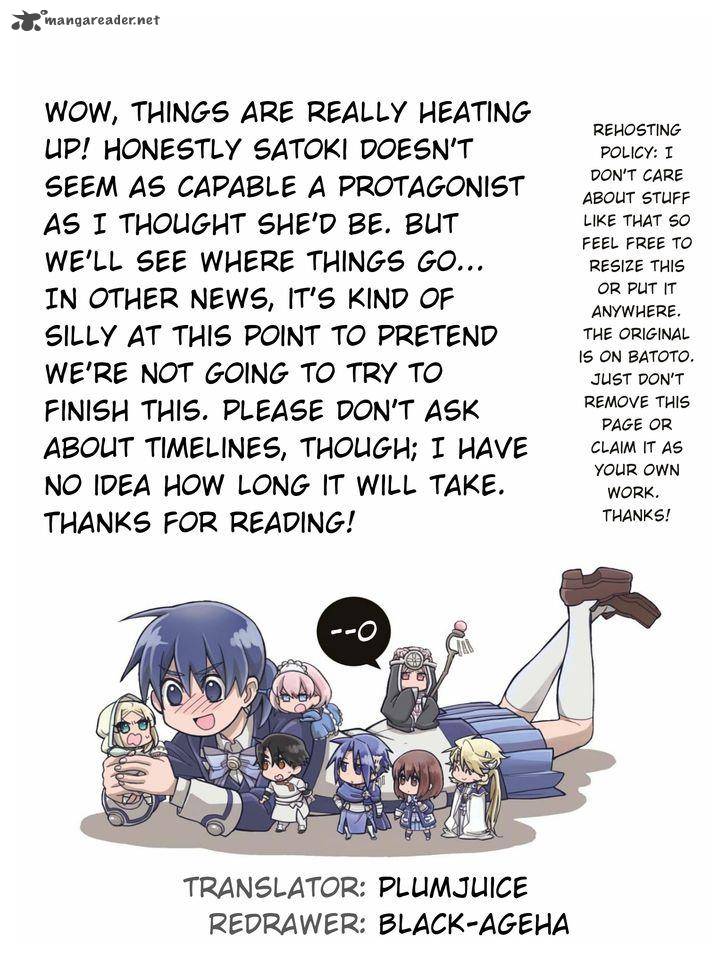 mangareader.net
WOW, THINGS ARE REALLY HEATING
UP! HONESTLY SATOKI DOESN'T
SEEM AS CAPABLE A PROTAGONIST
AS I THOUGHT SHE'D BE. BUT
WE'LL SEE WHERE THINGS GO...
IN OTHER NEWS, IT'S KIND OF
SILLY AT THIS POINT TO PRETEND
WE'RE NOT GOING TO TRY TO
FINISH THIS. PLEASE DON'T ASK
ABOUT TIMELINES, THOUGH; I HAVE
NO IDEA HOW LONG IT WILL TAKE.
THANKS FOR READING!
REHOSTING
POLICY: I
DON'T CARE
ABOUT STUFF
LIKE THAT SO
FEEL FREE TO
RESIZE THIS
OR PUT IT
ANYWHERE.
THE ORIGINAL
IS ON BATOTO.
JUST DON'T
REMOVE THIS
PAGE OR
CLAIM IT AS
YOUR OWN
WORK.
THANKS!
--O
TRANSLATOR: PLUMJUICE
REDRAWER: BLACK-AGEHA